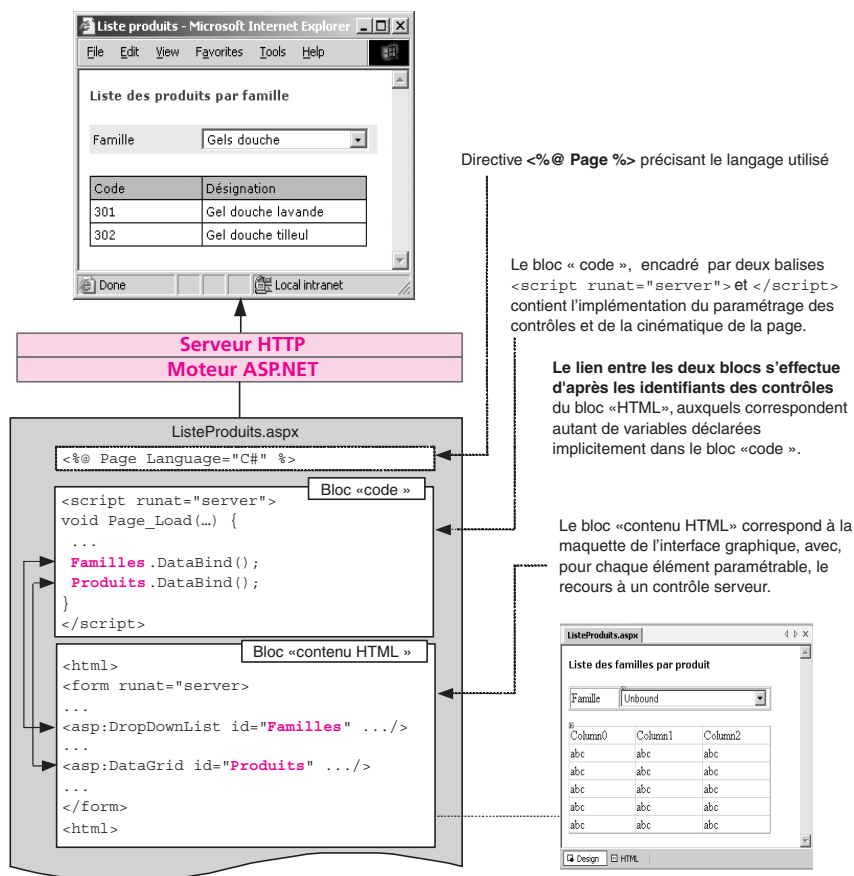 Liste produits - Microsoft Internet Explorer
File Edit View Favorites Tools Help
Liste des produits par famille
Famille Gels douche
Code Désignation
301 Gel douche lavande
302 Gel douche tilleul
Done Local intranet
Serveur HTTP
Moteur ASP.NET
Directive <%@ Page %> précisant le langage utilisé
Le bloc « code », encadré par deux balises
<script runat="server"> et </script>
contient l'implémentation du paramétrage des
contrôles et de la cinématique de la page.
Le lien entre les deux blocs s'effectue
d'après les identifiants des contrôles
du bloc «HTML», auxquels correspondent
autant de variables déclarées
implicitement dans le bloc «code ».
Le bloc «contenu HTML» correspond à la
maquette de l'interface graphique, avec,
pour chaque élément paramétrable, le
recours à un contrôle serveur.
ListeProduits.aspx
<%@ Page Language="C#" %>
Bloc «code »
<script runat="server">
void Page_Load(…) {
...
Familles.DataBind();
Produits.DataBind();
}
</script>
Bloc «contenu HTML »
<html>
<form runat="server>
...
<asp:DropDownList id="Familles" .../>
...
<asp:DataGrid id="Produits" .../>
...
</form>
<html>
ListeProduits.aspx
Liste des familles par produit
Famille Unbound
Column0 Column1 Column2
abc abc abc
abc abc abc
abc abc abc
abc abc abc
abc abc abc
Design HTML